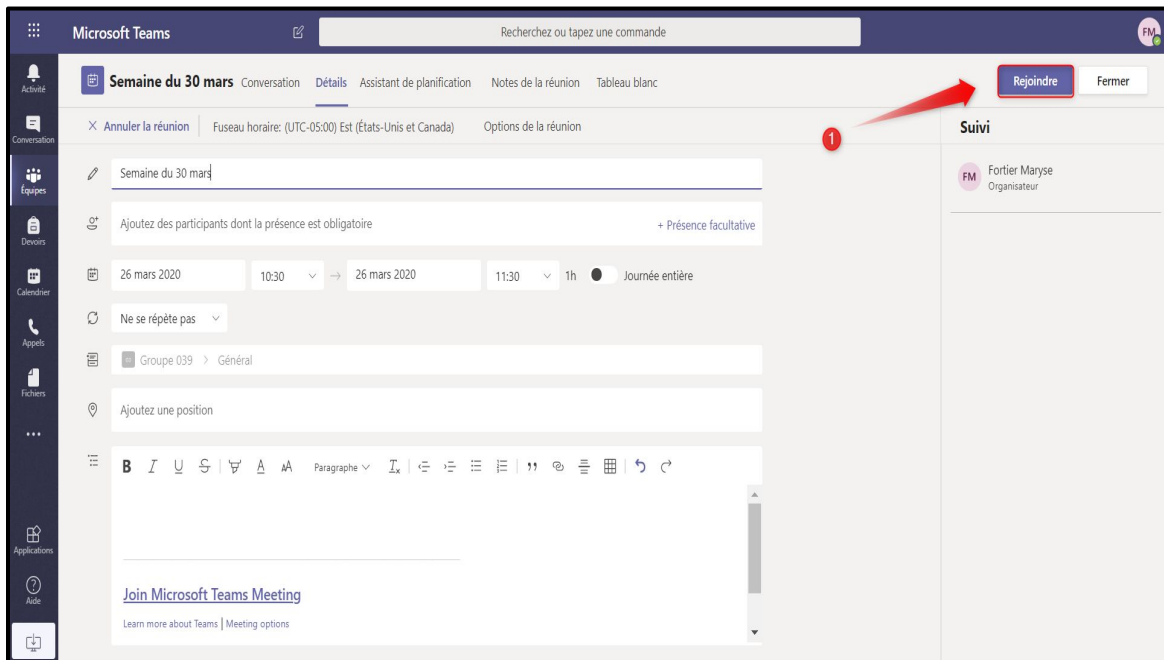 Microsoft Teams
Recherchez ou tapez une commande
FM
Activité
Conversation
Équipes
Devoirs
Calendrier
Appels
Fichiers
Applications
Aide
Semaine du 30 mars Conversation Détails Assistant de planification Notes de la réunion Tableau blanc
Rejoindre Fermer
1
Annuler la réunion Fuseau horaire: (UTC-05:00) Est (États-Unis et Canada) Options de la réunion
Semaine du 30 mars
Ajoutez des participants dont la présence est obligatoire + Présence facultative
26 mars 2020 10:30 → 26 mars 2020 11:30 1h Journée entière
Ne se répète pas
Groupe 039 > Général
Ajoutez une position
B I U S A AA Paragraphe
Join Microsoft Teams Meeting
Learn more about Teams | Meeting options
Suivi
FM
Fortier Maryse
Organisateur